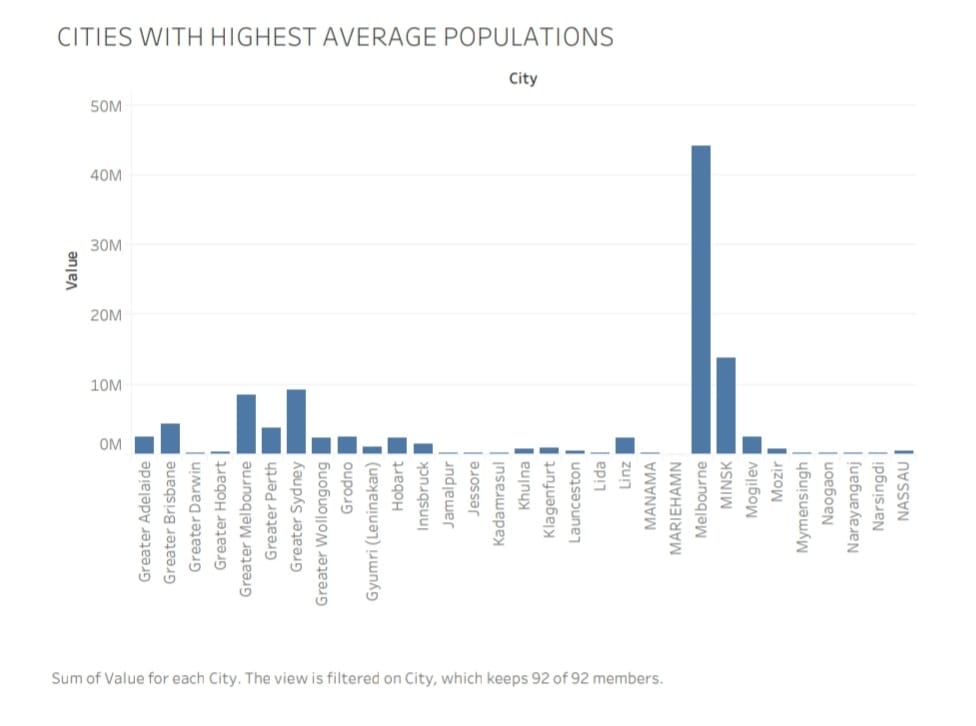 CITIES WITH HIGHEST AVERAGE POPULATIONS
City
50M
40M
30M
20M
10M
0M
Value
Greater Adelaide
Greater Brisbane
Greater Darwin
Greater Hobart
Greater Melbourne
Greater Perth
Greater Sydney
Greater Wollongong
Grodno
Gyumri (Leninakan)
Hobart
Innsbruck
Jamalpur
Jessore
Kadamrasul
Khulna
Klagenfurt
Launceston
Lida
Linz
MANAMA
MARIEHAMN
Melbourne
MINSK
Mogilev
Mozir
Mymensingh
Naogaon
Narayanganj
Narsingdi
NASSAU
Sum of Value for each City. The view is filtered on City, which keeps 92 of 92 members.